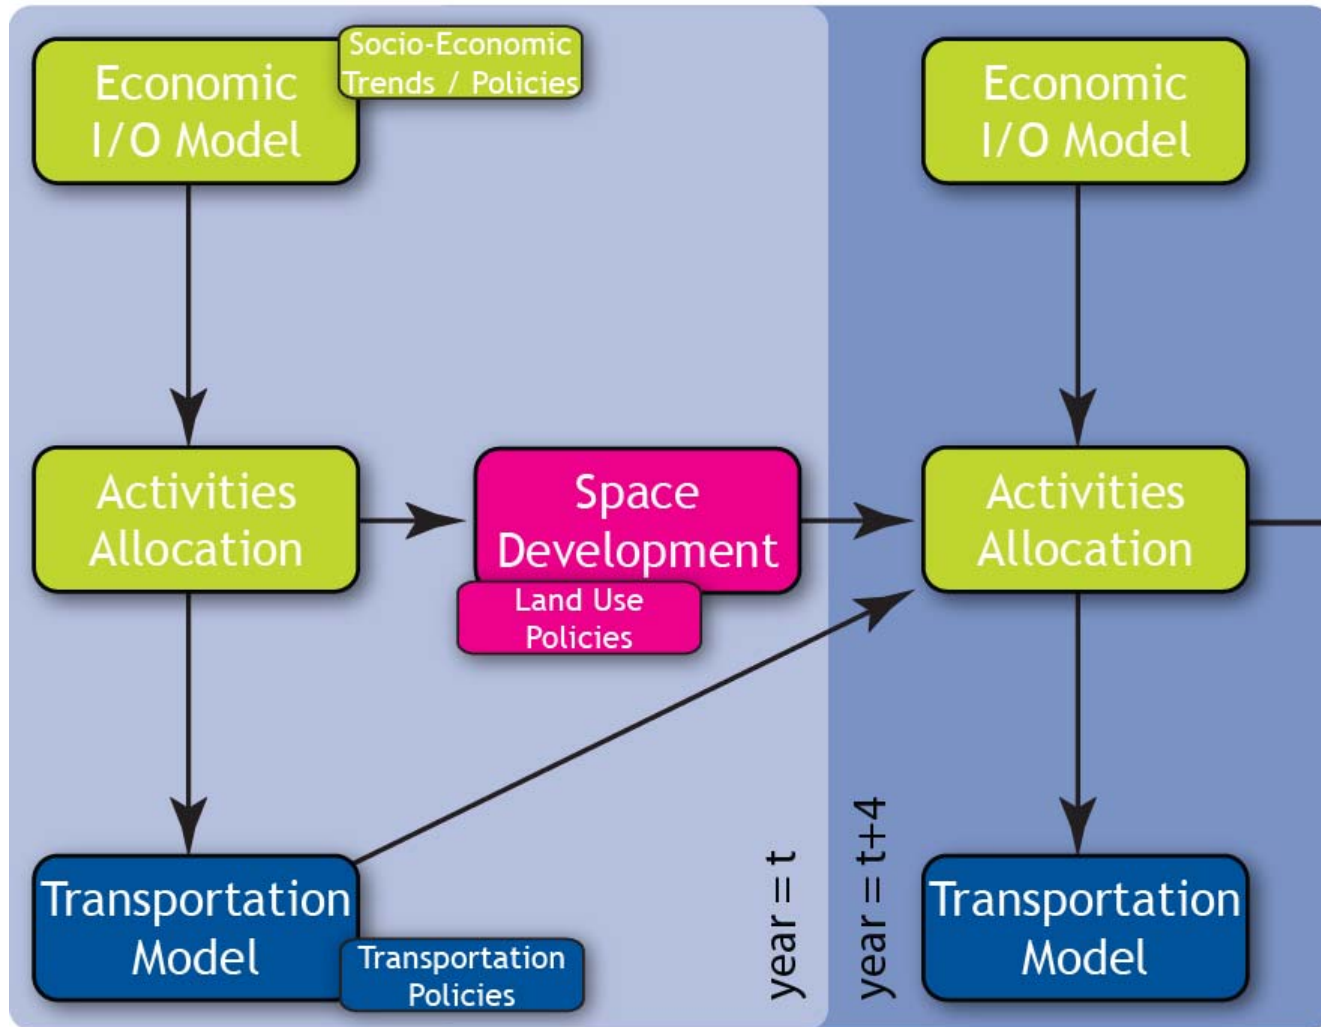 Economic
I/O Model
Socio-Economic
Trends / Policies
Activities
Allocation
Space
Development
Land Use
Policies
Transportation
Model
Transportation
Policies
year = t
year = t+4
Economic
I/O Model
Activities
Allocation
Transportation
Model